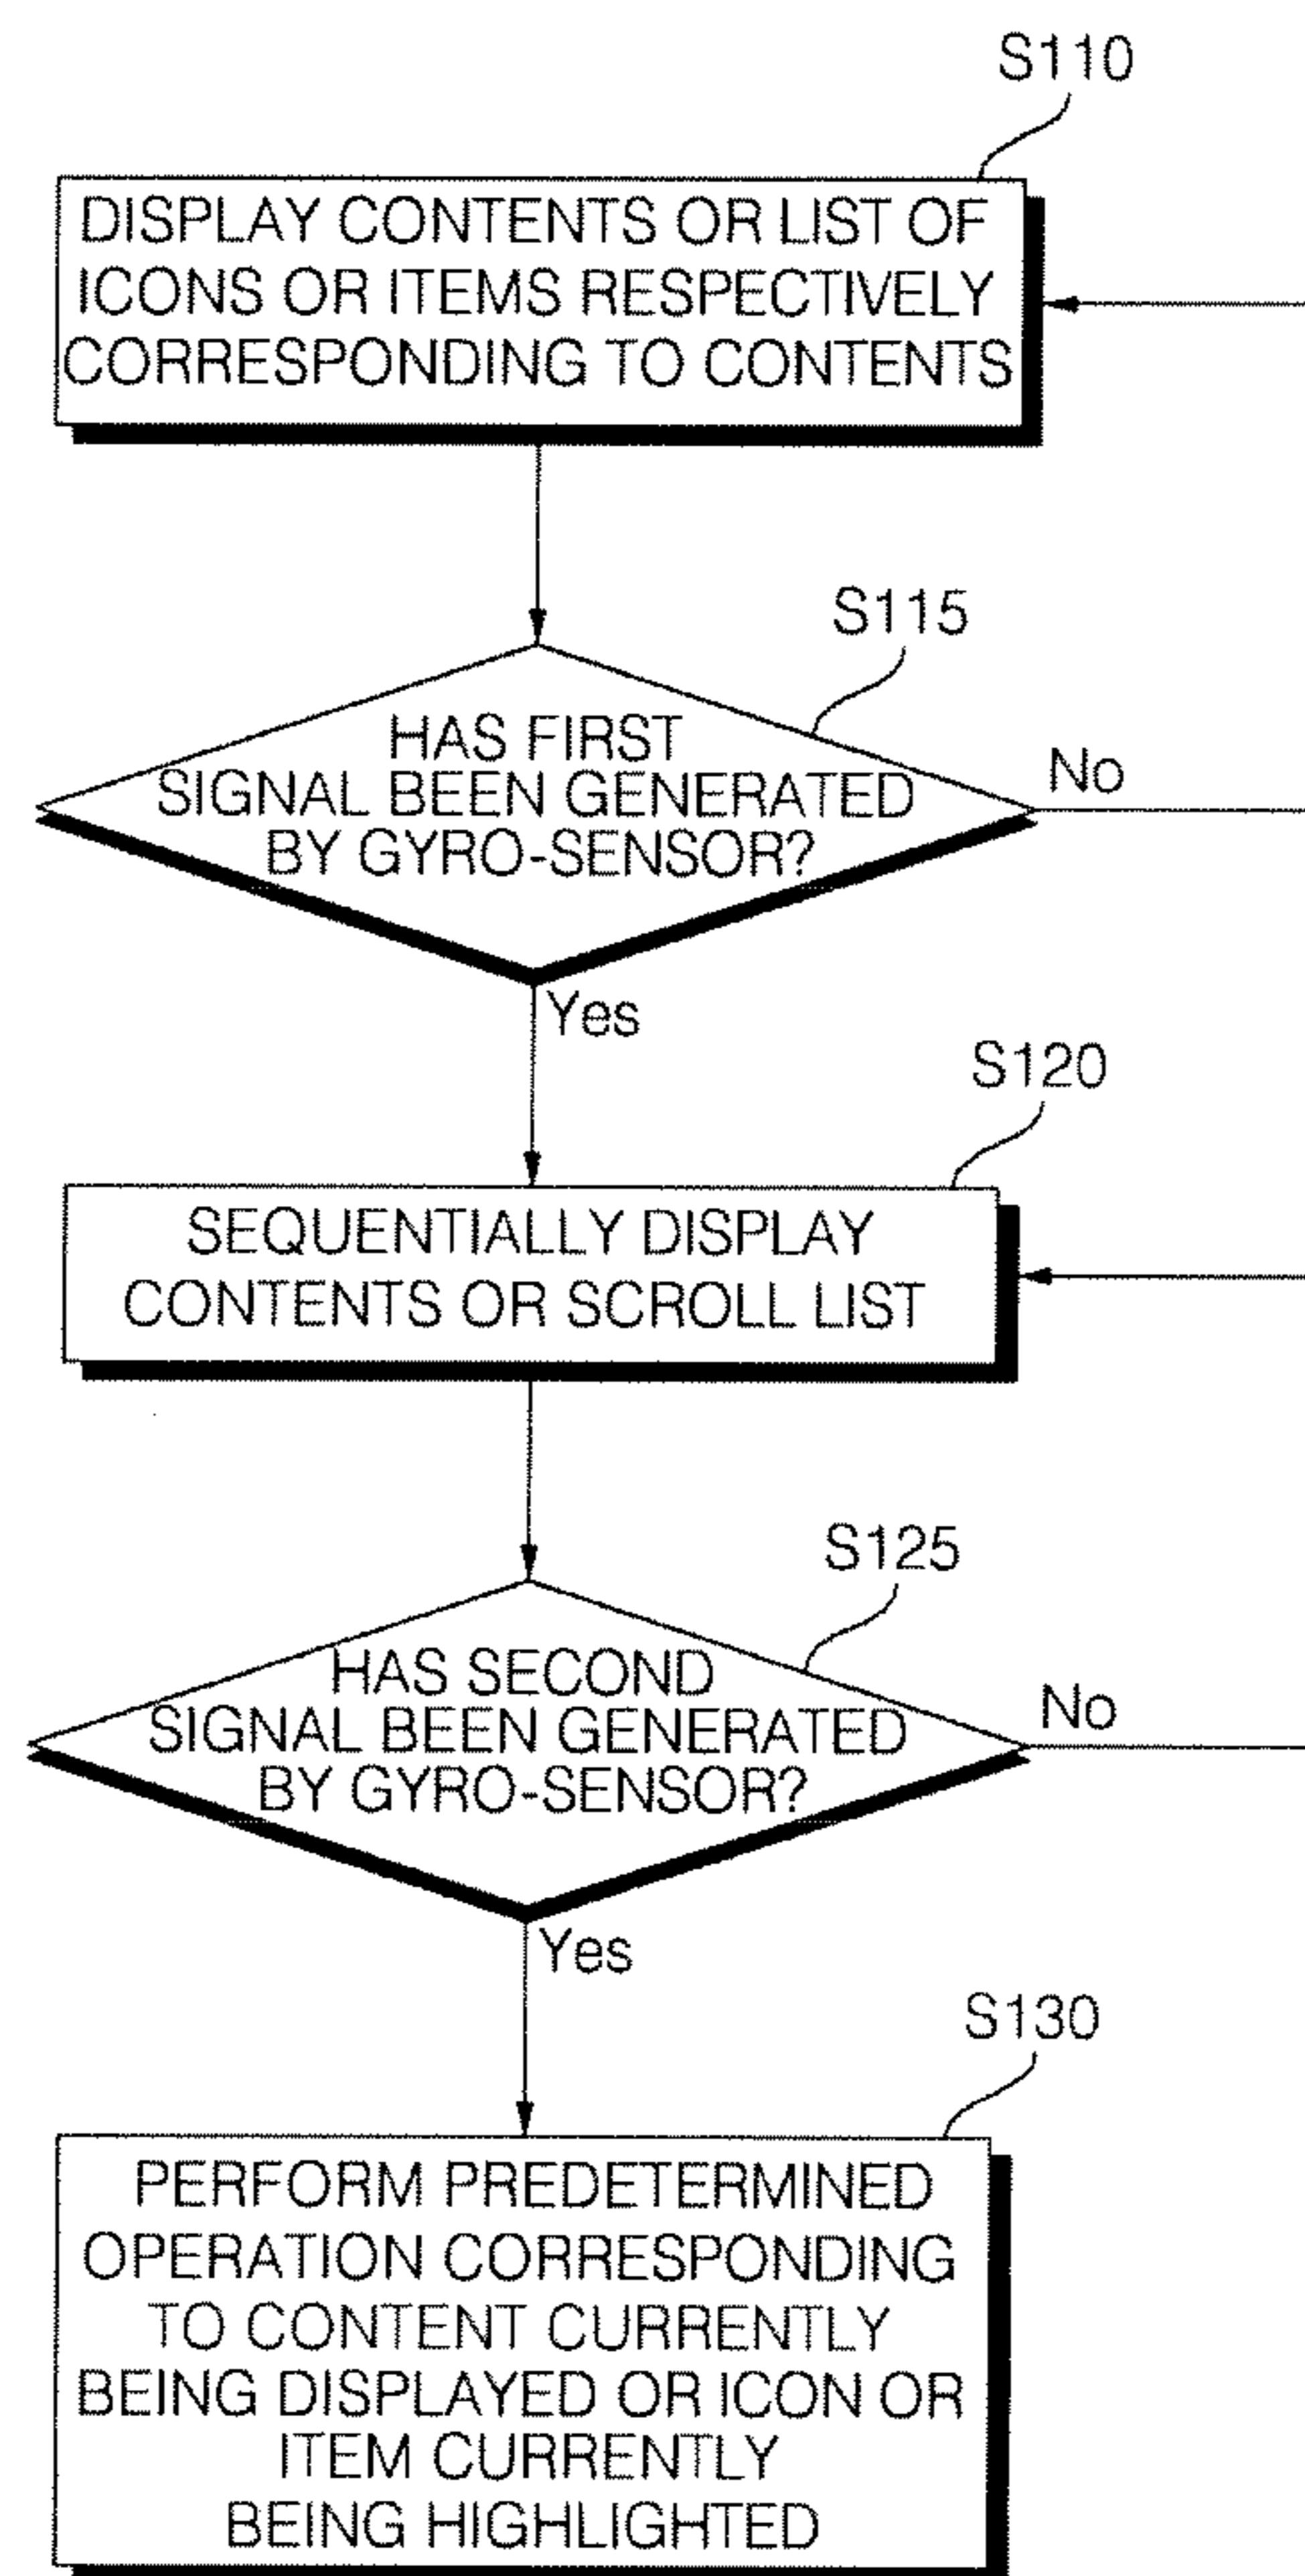 S110
DISPLAY CONTENTS OR LIST OF
ICONS OR ITEMS RESPECTIVELY
CORRESPONDING TO CONTENTS
S115
HAS FIRST
SIGNAL BEEN GENERATED
BY GYRO-SENSOR?
No
Yes
S120
SEQUENTIALLY DISPLAY
CONTENTS OR SCROLL LIST
S125
HAS SECOND
SIGNAL BEEN GENERATED
BY GYRO-SENSOR?
No
Yes
S130
PERFORM PREDETERMINED
OPERATION CORRESPONDING
TO CONTENT CURRENTLY
BEING DISPLAYED OR ICON OR
ITEM CURRENTLY
BEING HIGHLIGHTED